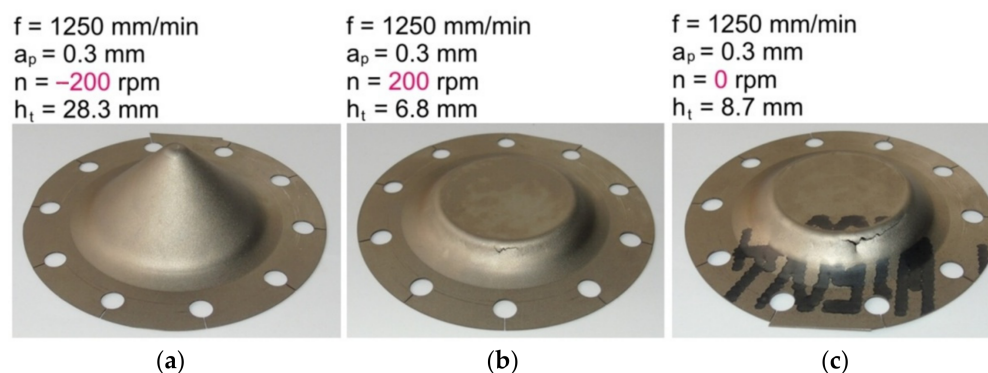 f = 1250 mm/min
aₚ = 0.3 mm
n = –200 rpm
hₜ = 28.3 mm
f = 1250 mm/min
aₚ = 0.3 mm
n = 200 rpm
hₜ = 6.8 mm
f = 1250 mm/min
aₚ = 0.3 mm
n = 0 rpm
hₜ = 8.7 mm
(a)
(b)
(c)